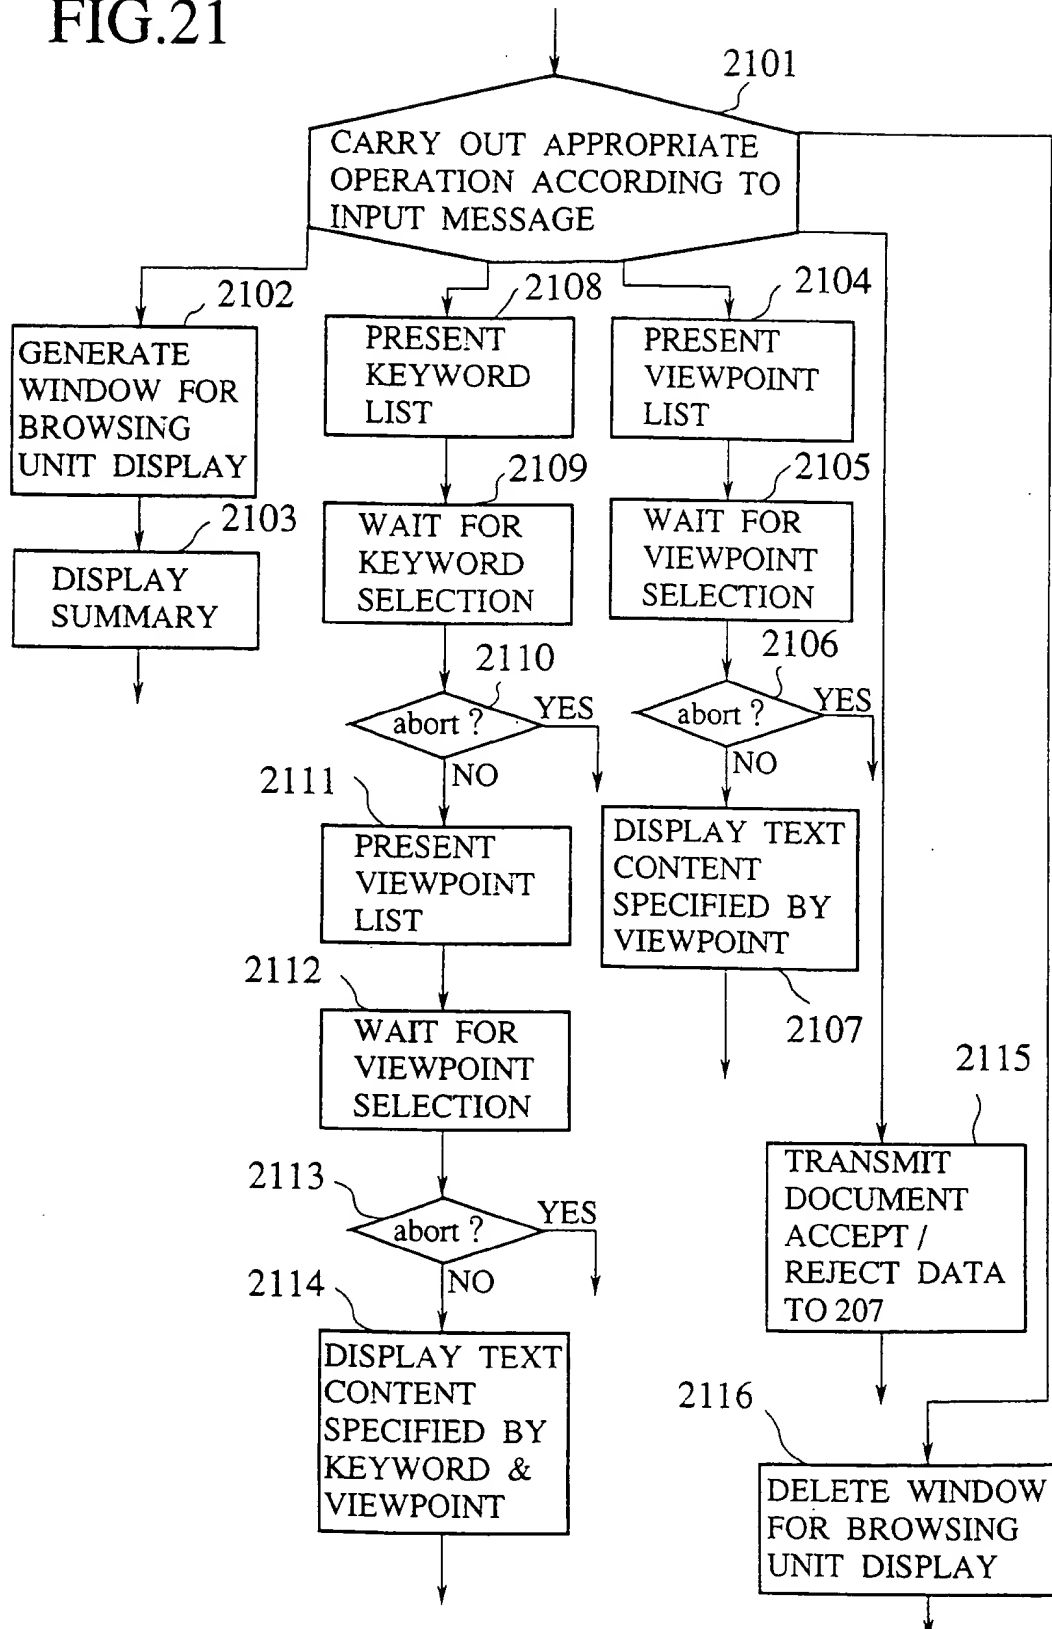 FIG.21
2101
CARRY OUT APPROPRIATE
OPERATION ACCORDING TO
INPUT MESSAGE
2102
GENERATE
WINDOW FOR
BROWSING
UNIT DISPLAY
2103
DISPLAY
SUMMARY
2108
PRESENT
KEYWORD
LIST
2109
WAIT FOR
KEYWORD
SELECTION
2110
abort ?
YES
NO
2111
PRESENT
VIEWPOINT
LIST
2112
WAIT FOR
VIEWPOINT
SELECTION
2113
abort ?
YES
NO
2114
DISPLAY TEXT
CONTENT
SPECIFIED BY
KEYWORD &
VIEWPOINT
2104
PRESENT
VIEWPOINT
LIST
2105
WAIT FOR
VIEWPOINT
SELECTION
2106
abort ?
YES
NO
DISPLAY TEXT
CONTENT
SPECIFIED BY
VIEWPOINT
2107
2115
TRANSMIT
DOCUMENT
ACCEPT /
REJECT DATA
TO 207
2116
DELETE WINDOW
FOR BROWSING
UNIT DISPLAY